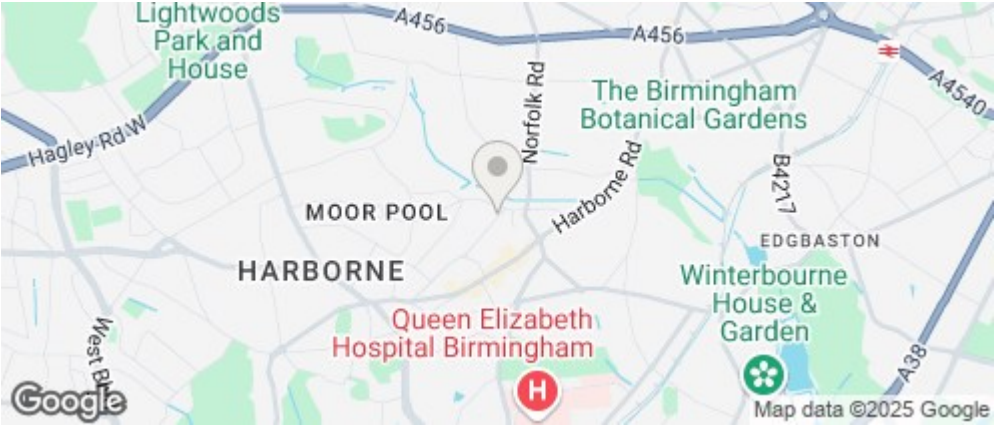 Lightwoods
Park and
House
A456
A456
A4540
Norfolk Rd
The Birmingham
Botanical Gardens
Hagley Rd W
Harborne Rd
B4217
MOOR POOL
EDGBASTON
HARBORNE
Winterbourne
House &
Garden
Queen Elizabeth
Hospital Birmingham
West Bl
A38
H
Google
Map data ©2025 Google